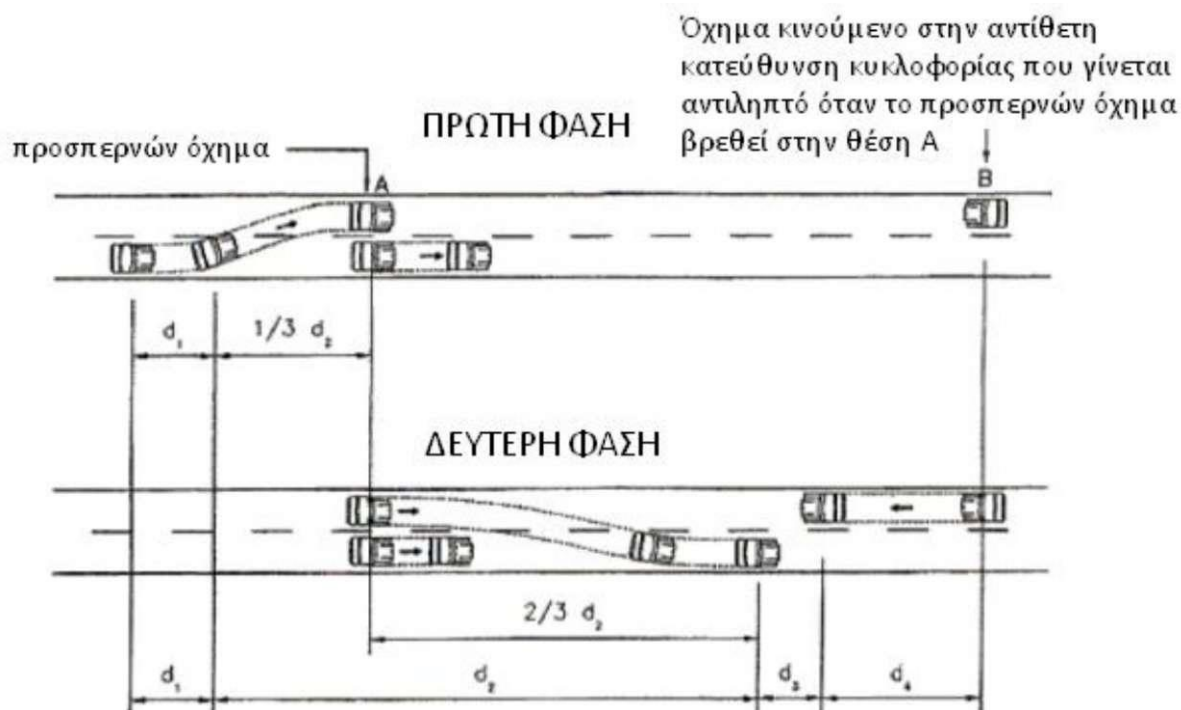 Όχημα κινούμενο στην αντίθετη
κατεύθυνση κυκλοφορίας που γίνεται
αντιληπτό όταν το προσπερνών όχημα
βρεθεί στην θέση Α
ΠΡΩΤΗ ΦΑΣΗ
προσπερνών όχημα
A
B
d₁
1/3 d₂
ΔΕΥΤΕΡΗ ΦΑΣΗ
2/3 d₂
d₁
d₂
d₃
d₄